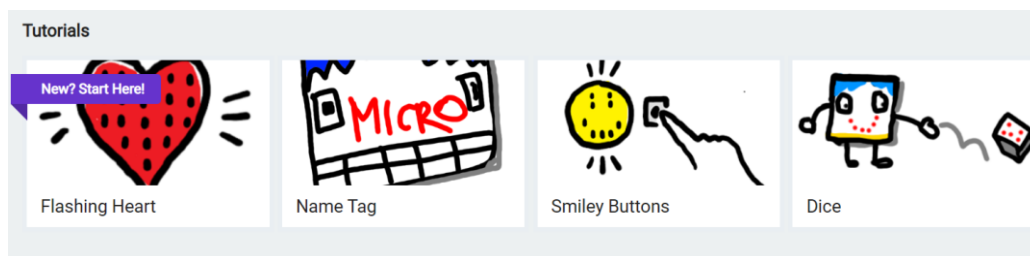 Tutorials
New? Start Here!
MICRO
Flashing Heart
Name Tag
Smiley Buttons
Dice